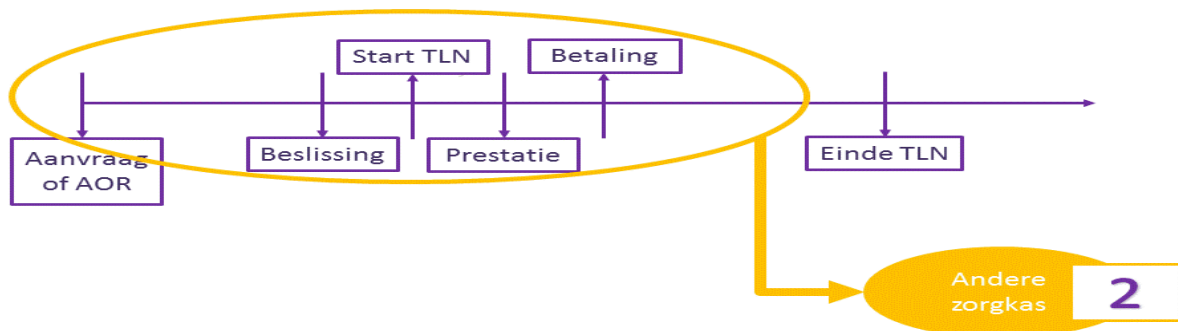 Start TLN
Betaling
Aanvraag
of AOR
Beslissing
Prestatie
Einde TLN
Andere
zorgkas
2